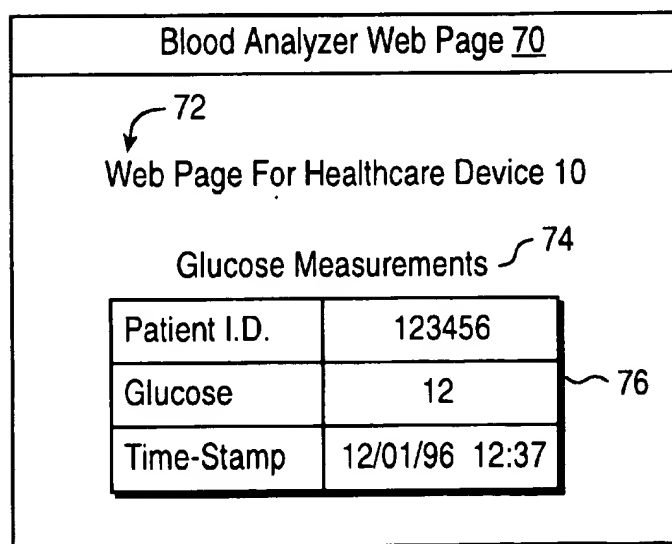 Blood Analyzer Web Page 70
72
Web Page For Healthcare Device 10
74
Glucose Measurements
Patient I.D. 123456
Glucose 12
76
Time-Stamp 12/01/96 12:37